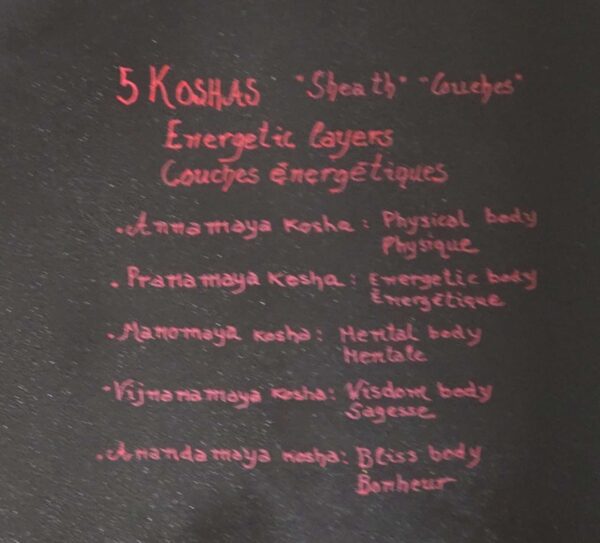 5 KOSHAS "Sheath" "Couches"
Energetic layers
Couches énergétiques
• Annamaya Kosha : Physical body
Physique
• Pranamaya Kosha : Energetic body
Énergétique
• Manomaya Kosha : Mental body
Mentale
• Vijnanamaya Kosha : Wisdom body
Sagesse
• Anandamaya Kosha : Bliss body
Bonheur